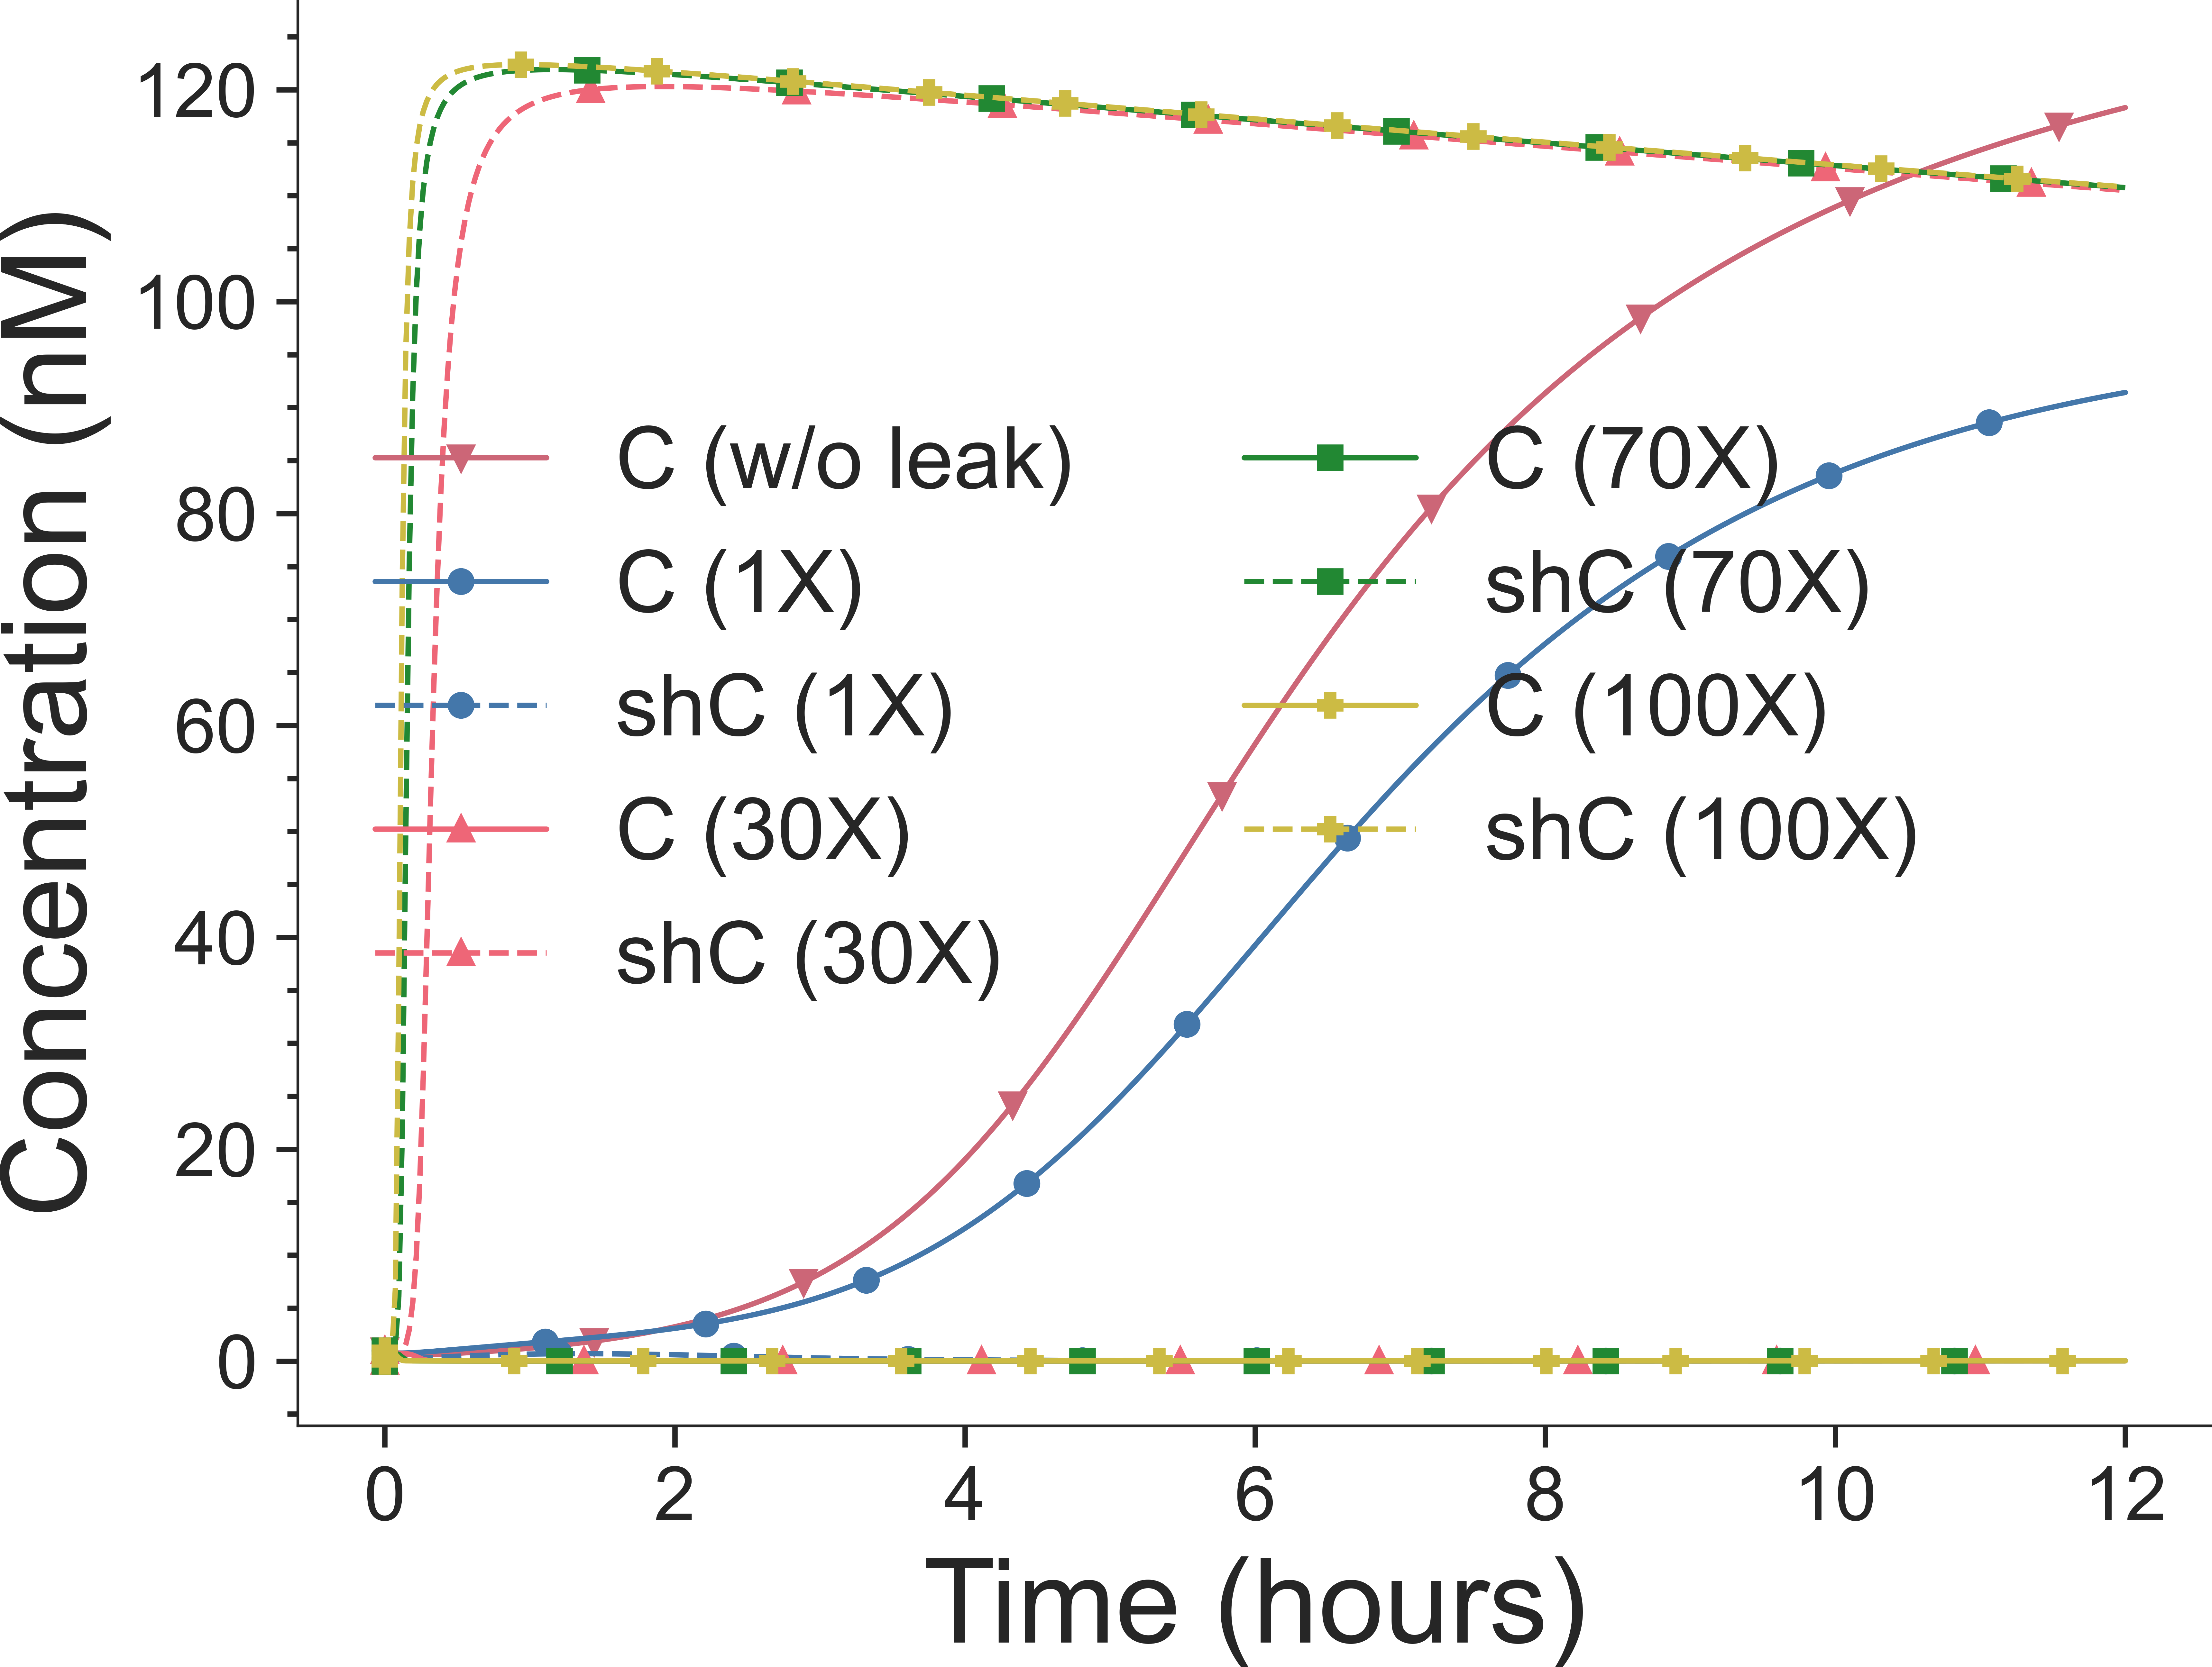 Concentration (nM)
120
100
80
60
40
20
0
C (w/o leak)
C (1X)
shC (1X)
C (30X)
shC (30X)
C (70X)
shC (70X)
C (100X)
shC (100X)
0 2 4 6 8 10 12
Time (hours)